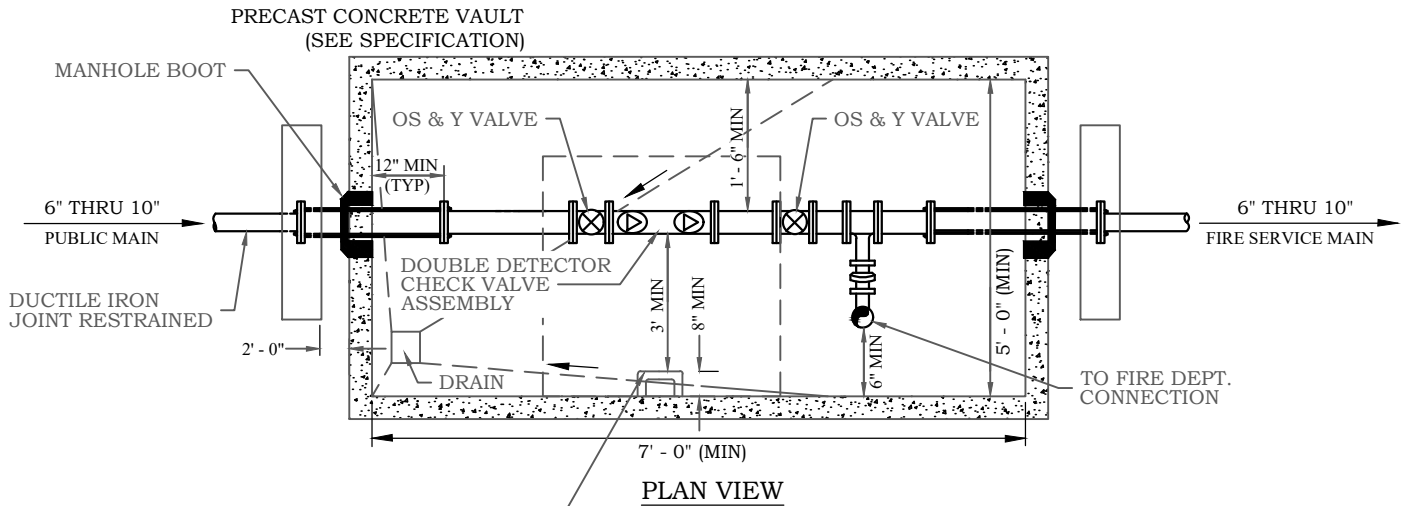 PRECAST CONCRETE VAULT
(SEE SPECIFICATION)
MANHOLE BOOT
OS & Y VALVE
OS & Y VALVE
1' - 6" MIN
12" MIN
(TYP)
6" THRU 10"
PUBLIC MAIN
6" THRU 10"
FIRE SERVICE MAIN
DOUBLE DETECTOR
CHECK VALVE
ASSEMBLY
DUCTILE IRON
JOINT RESTRAINED
3' MIN
8" MIN
6" MIN
5' - 0" (MIN)
2' - 0"
DRAIN
TO FIRE DEPT.
CONNECTION
7' - 0" (MIN)
PLAN VIEW